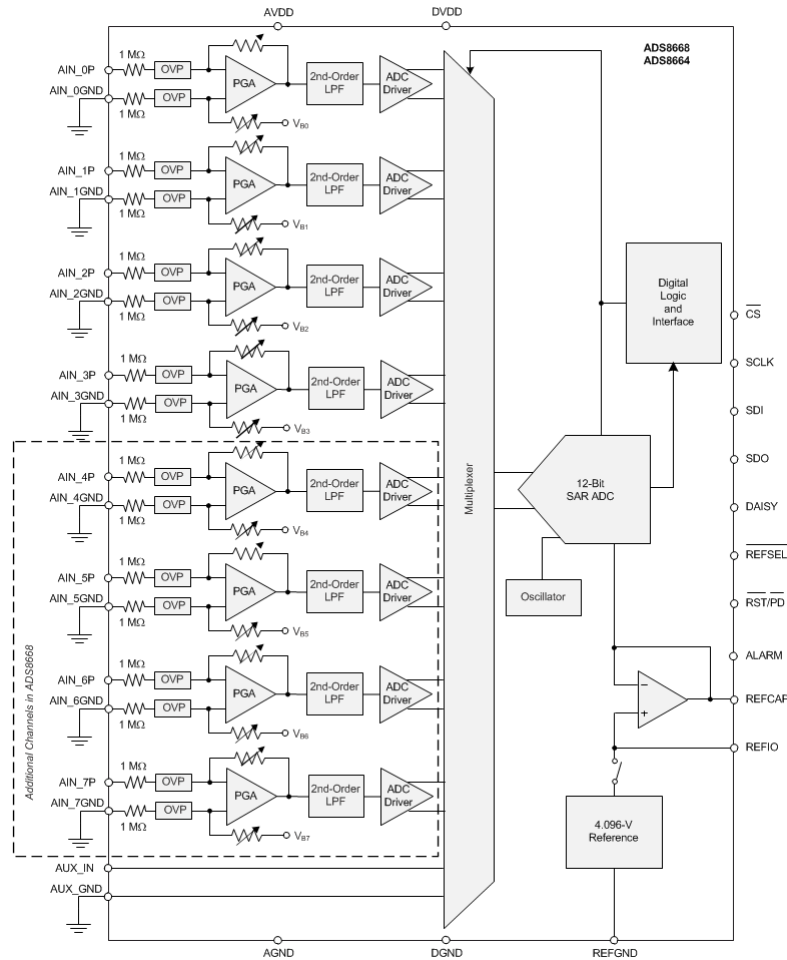 AVDD
DVDD
ADS8668
ADS8664
1 MΩ
AIN_0P
OVP
AIN_0GND
OVP
1 MΩ
PGA
2nd-Order
LPF
ADC
Driver
VB0
1 MΩ
AIN_1P
OVP
AIN_1GND
OVP
1 MΩ
PGA
2nd-Order
LPF
ADC
Driver
VB1
1 MΩ
AIN_2P
OVP
AIN_2GND
OVP
1 MΩ
PGA
2nd-Order
LPF
ADC
Driver
VB2
1 MΩ
AIN_3P
OVP
AIN_3GND
OVP
1 MΩ
PGA
2nd-Order
LPF
ADC
Driver
VB3
Additional Channels in ADS8668
1 MΩ
AIN_4P
OVP
AIN_4GND
OVP
1 MΩ
PGA
2nd-Order
LPF
ADC
Driver
VB4
1 MΩ
AIN_5P
OVP
AIN_5GND
OVP
1 MΩ
PGA
2nd-Order
LPF
ADC
Driver
VB5
1 MΩ
AIN_6P
OVP
AIN_6GND
OVP
1 MΩ
PGA
2nd-Order
LPF
ADC
Driver
VB6
1 MΩ
AIN_7P
OVP
AIN_7GND
OVP
1 MΩ
PGA
2nd-Order
LPF
ADC
Driver
VB7
AUX_IN
AUX_GND
Multiplexer
Digital
Logic
and
Interface
12-Bit
SAR ADC
Oscillator
4.096-V
Reference
CS
SCLK
SDI
SDO
DAISY
REFSEL
RST/PD
ALARM
REFCAP
REFIO
AGND
DGND
REFGND